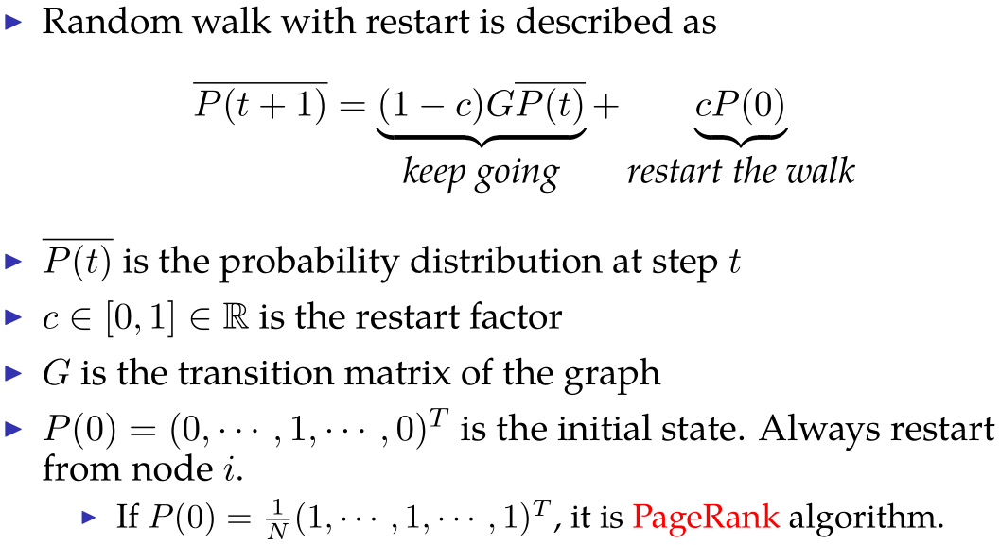 ▶ Random walk with restart is described as
$\overline{P(t+1)} = \underbrace{(1-c)G\overline{P(t)}}_{\textit{keep going}} + \underbrace{cP(0)}_{\textit{restart the walk}}$
▶ $\overline{P(t)}$ is the probability distribution at step $t$
▶ $c \in [0,1] \in \mathbb{R}$ is the restart factor
▶ $G$ is the transition matrix of the graph
▶ $P(0) = (0, \cdots, 1, \cdots, 0)^T$ is the initial state. Always restart
from node $i$.
▶ If $P(0) = \frac{1}{N}(1, \cdots, 1, \cdots, 1)^T$, it is PageRank algorithm.